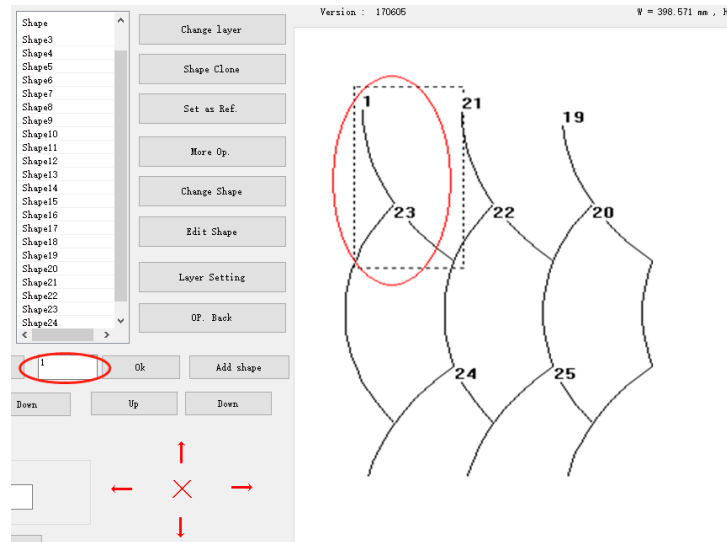 Version : 170605
W = 398.571 mm , H
Shape
Shape3
Shape4
Shape5
Shape6
Shape7
Shape8
Shape9
Shape10
Shape11
Shape12
Shape13
Shape14
Shape15
Shape16
Shape17
Shape18
Shape19
Shape20
Shape21
Shape22
Shape23
Shape24
Change layer
Shape Clone
Set as Ref.
More Op.
Change Shape
Edit Shape
Layer Setting
OP. Back
1
Ok
Add shape
Down
Up
Down
1
21
19
23
22
20
24
25